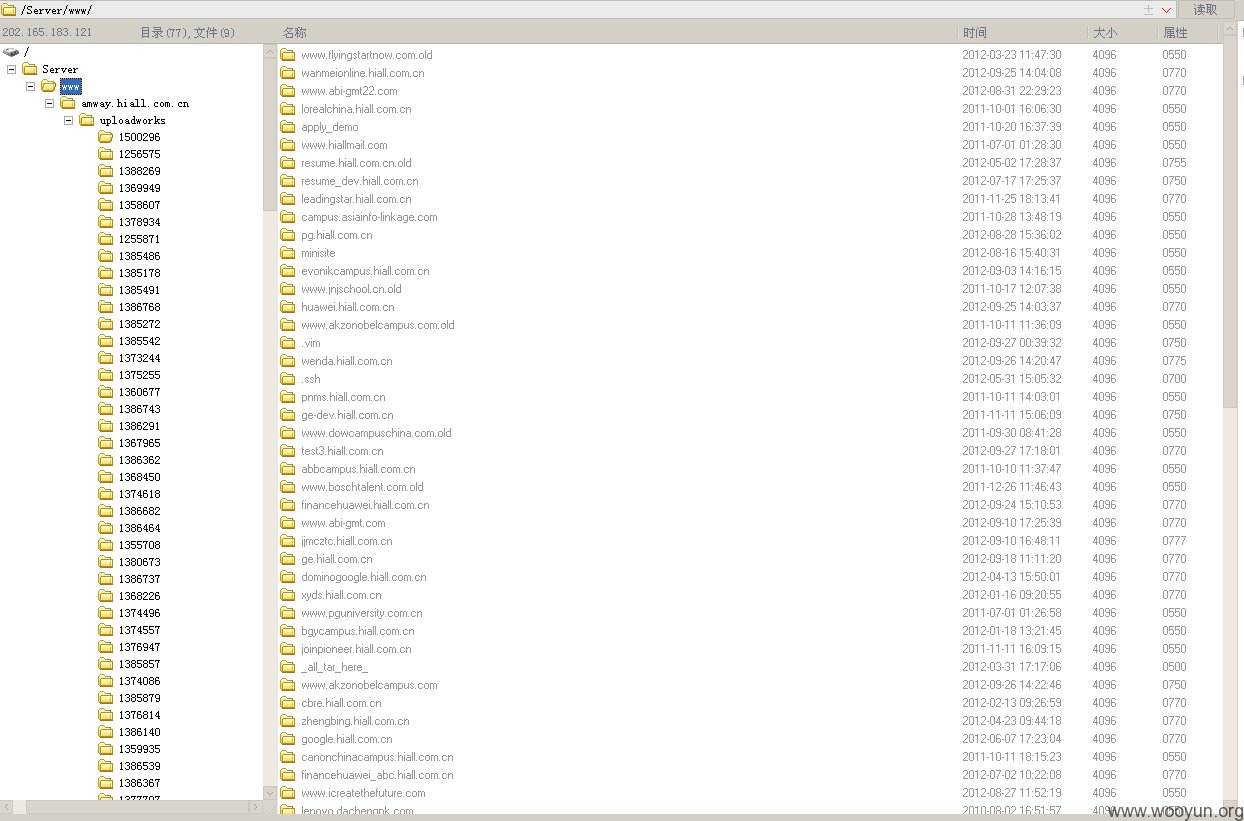 /Server/www/ 读取
202.165.183.121 目录(77),文件(9) 名称 时间 大小 属性
/
Server
www
amway.hiall.com.cn
uploadworks
1500296
1256575
1388269
1369949
1358607
1378934
1255871
1385486
1385178
1385491
1386768
1385272
1385542
1373244
1375255
1360677
1386743
1386291
1367965
1386362
1368450
1374618
1386682
1386464
1355708
1380673
1386737
1368226
1374496
1374557
1376947
1385857
1374086
1385879
1376814
1386140
1359935
1386539
1386367
1377707
www.flyingstartnow.com.old 2012-03-23 11:47:30 4096 0550
wanmeionline.hiall.com.cn 2012-09-25 14:04:08 4096 0770
www.abi-gmt22.com 2012-08-31 22:29:23 4096 0770
lorealchina.hiall.com.cn 2011-10-01 16:06:30 4096 0550
apply_demo 2011-10-20 16:37:39 4096 0550
www.hiallmail.com 2011-07-01 01:28:30 4096 0550
resume.hiall.com.cn.old 2012-05-02 17:28:37 4096 0755
resume_dev.hiall.com.cn 2012-07-17 17:25:37 4096 0750
leadingstar.hiall.com.cn 2011-11-25 18:13:41 4096 0770
campus.asiainfo-linkage.com 2011-10-28 13:48:19 4096 0550
pg.hiall.com.cn 2012-08-28 15:36:02 4096 0550
minisite 2012-08-16 15:40:31 4096 0550
evonikcampus.hiall.com.cn 2012-09-03 14:16:15 4096 0550
www.jnjschool.cn.old 2011-10-17 12:07:38 4096 0550
huawei.hiall.com.cn 2012-09-25 14:03:37 4096 0770
www.akzonobelcampus.com.old 2011-10-11 11:36:09 4096 0550
.vim 2012-09-27 00:39:32 4096 0750
wenda.hiall.com.cn 2012-09-26 14:20:47 4096 0775
.ssh 2012-05-31 15:05:32 4096 0700
pnms.hiall.com.cn 2011-10-11 14:03:01 4096 0550
ge-dev.hiall.com.cn 2011-11-11 15:06:09 4096 0750
www.dowcampuschina.com.old 2011-09-30 08:41:28 4096 0550
test3.hiall.com.cn 2012-09-27 17:18:01 4096 0770
abbcampus.hiall.com.cn 2011-10-10 11:37:47 4096 0550
www.boschtalent.com.old 2011-12-26 11:46:43 4096 0550
financehuawei.hiall.com.cn 2012-09-24 15:10:53 4096 0770
www.abi-gmt.com 2012-09-10 17:25:39 4096 0770
jjmcztc.hiall.com.cn 2012-09-10 16:48:11 4096 0777
ge.hiall.com.cn 2012-09-18 11:11:20 4096 0770
dominogoogle.hiall.com.cn 2012-04-13 15:50:01 4096 0770
xyds.hiall.com.cn 2012-01-16 09:20:55 4096 0770
www.pguniversity.com.cn 2011-07-01 01:26:58 4096 0550
bgycampus.hiall.com.cn 2012-01-18 13:21:45 4096 0550
joinpioneer.hiall.com.cn 2011-11-11 16:09:15 4096 0550
_all_tar_here_ 2012-03-31 17:17:06 4096 0500
www.akzonobelcampus.com 2012-09-26 14:22:46 4096 0750
cbre.hiall.com.cn 2012-02-13 09:26:59 4096 0770
zhengbing.hiall.com.cn 2012-04-23 09:44:18 4096 0770
google.hiall.com.cn 2012-06-07 17:23:04 4096 0770
canonchinacampus.hiall.com.cn 2011-10-11 18:15:23 4096 0550
financehuawei_abc.hiall.com.cn 2012-07-02 10:22:08 4096 0770
www.icreatethefuture.com 2012-08-27 11:52:19 4096 0550
lenovo.dachengpk.com 2010-08-02 16:51:57 4096
www.wooyun.org